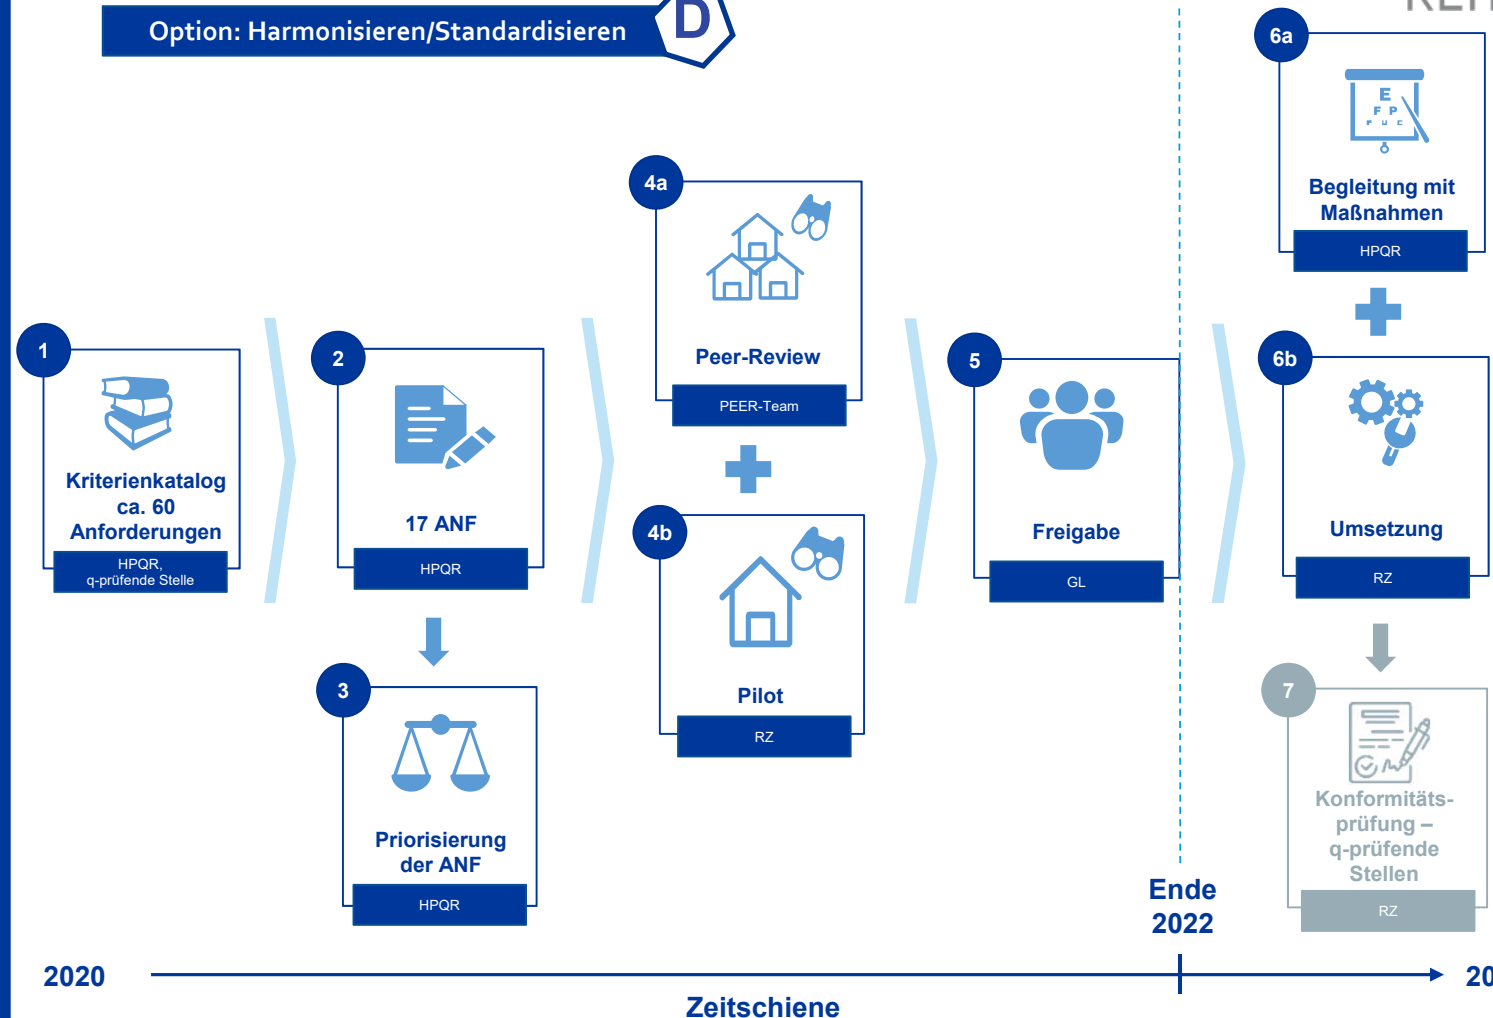 Option: Harmonisieren/Standardisieren
D
1
Kriterienkatalog
ca. 60
Anforderungen
HPQR,
q-prüfende Stelle
2
17 ANF
HPQR
3
Priorisierung
der ANF
HPQR
4a
Peer-Review
PEER-Team
4b
Pilot
RZ
5
Freigabe
GL
6a
E
F P
Begleitung mit
Maßnahmen
HPQR
6b
Umsetzung
RZ
7
Konformitäts-
prüfung –
q-prüfende
Stellen
RZ
Ende
2022
2020
Zeitschiene